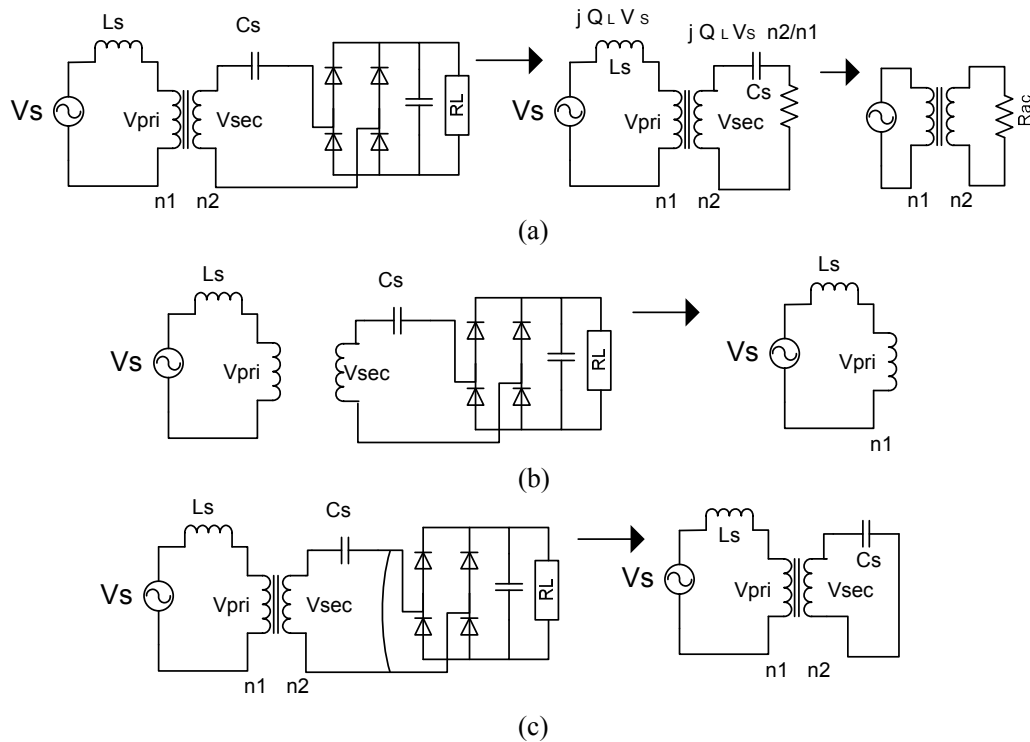 Ls
Cs
Vs
Vpri
Vsec
RL
n1 n2
j Q L V S
Ls
j Q L V S n2/n1
Cs
Vs
Vpri
Vsec
n1 n2
Rac
n1 n2
(a)
Ls
Cs
Vs
Vpri
Vsec
RL
Ls
Vs
Vpri
n1
(b)
Ls
Cs
Vs
Vpri
Vsec
RL
n1 n2
Ls
Cs
Vs
Vpri
Vsec
n1 n2
(c)